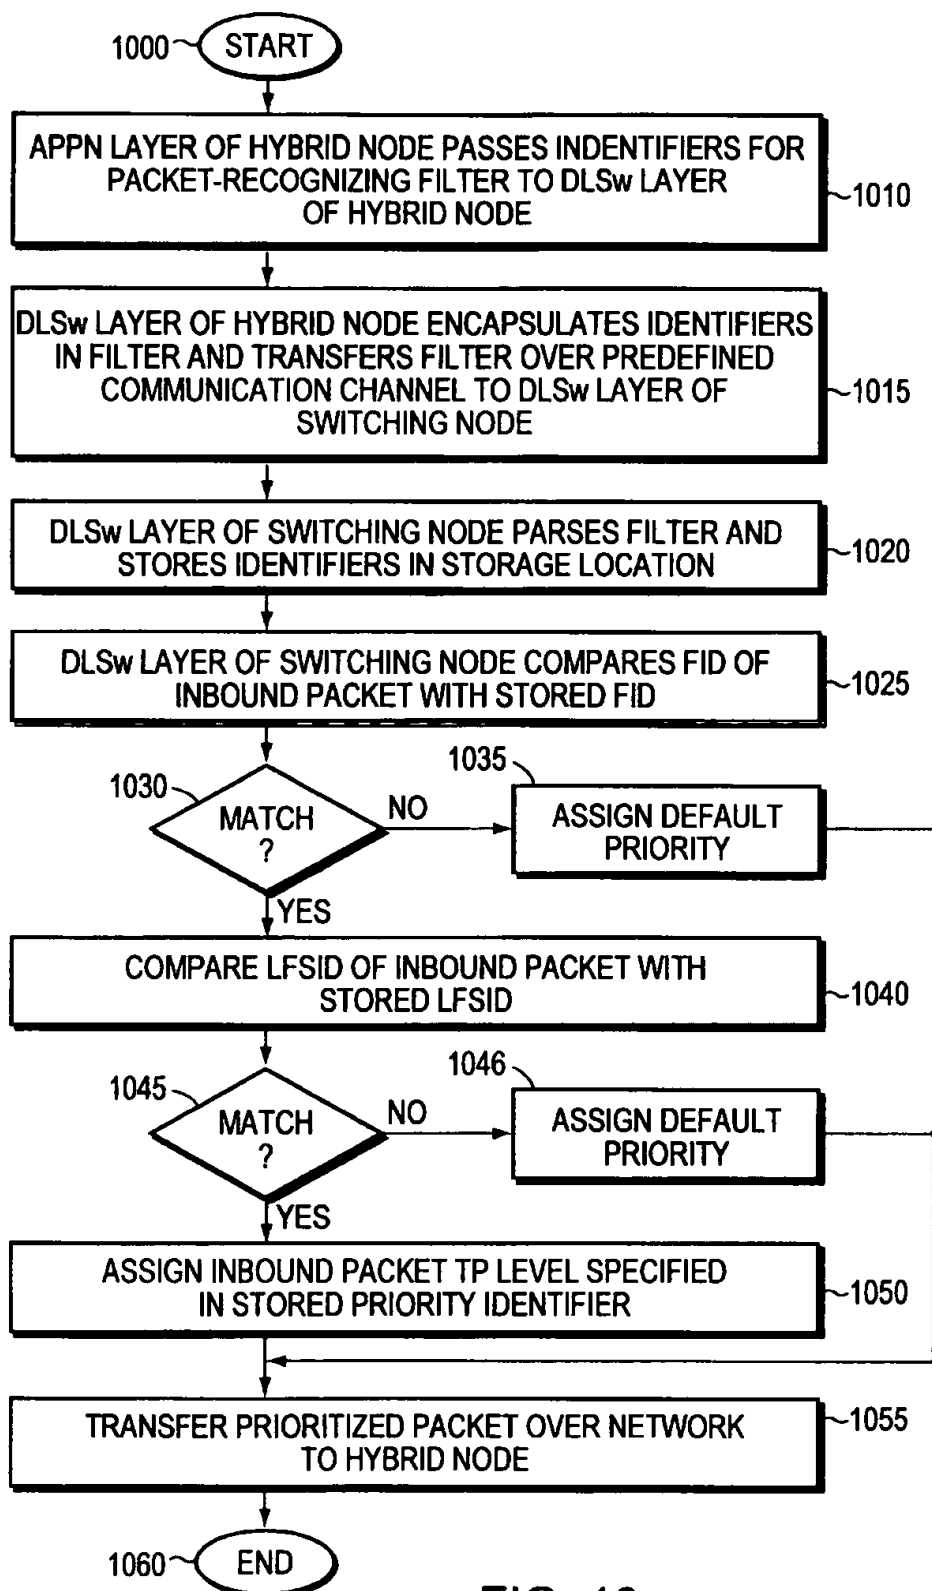 1000
START
APPN LAYER OF HYBRID NODE PASSES INDENTIFIERS FOR
PACKET-RECOGNIZING FILTER TO DLSw LAYER
OF HYBRID NODE
1010
DLSw LAYER OF HYBRID NODE ENCAPSULATES IDENTIFIERS
IN FILTER AND TRANSFERS FILTER OVER PREDEFINED
COMMUNICATION CHANNEL TO DLSw LAYER OF
SWITCHING NODE
1015
DLSw LAYER OF SWITCHING NODE PARSES FILTER AND
STORES IDENTIFIERS IN STORAGE LOCATION
1020
DLSw LAYER OF SWITCHING NODE COMPARES FID OF
INBOUND PACKET WITH STORED FID
1025
1030
MATCH
?
NO
YES
1035
ASSIGN DEFAULT
PRIORITY
COMPARE LFSID OF INBOUND PACKET WITH
STORED LFSID
1040
1045
MATCH
?
NO
YES
1046
ASSIGN DEFAULT
PRIORITY
ASSIGN INBOUND PACKET TP LEVEL SPECIFIED
IN STORED PRIORITY IDENTIFIER
1050
TRANSFER PRIORITIZED PACKET OVER NETWORK
TO HYBRID NODE
1055
1060
END